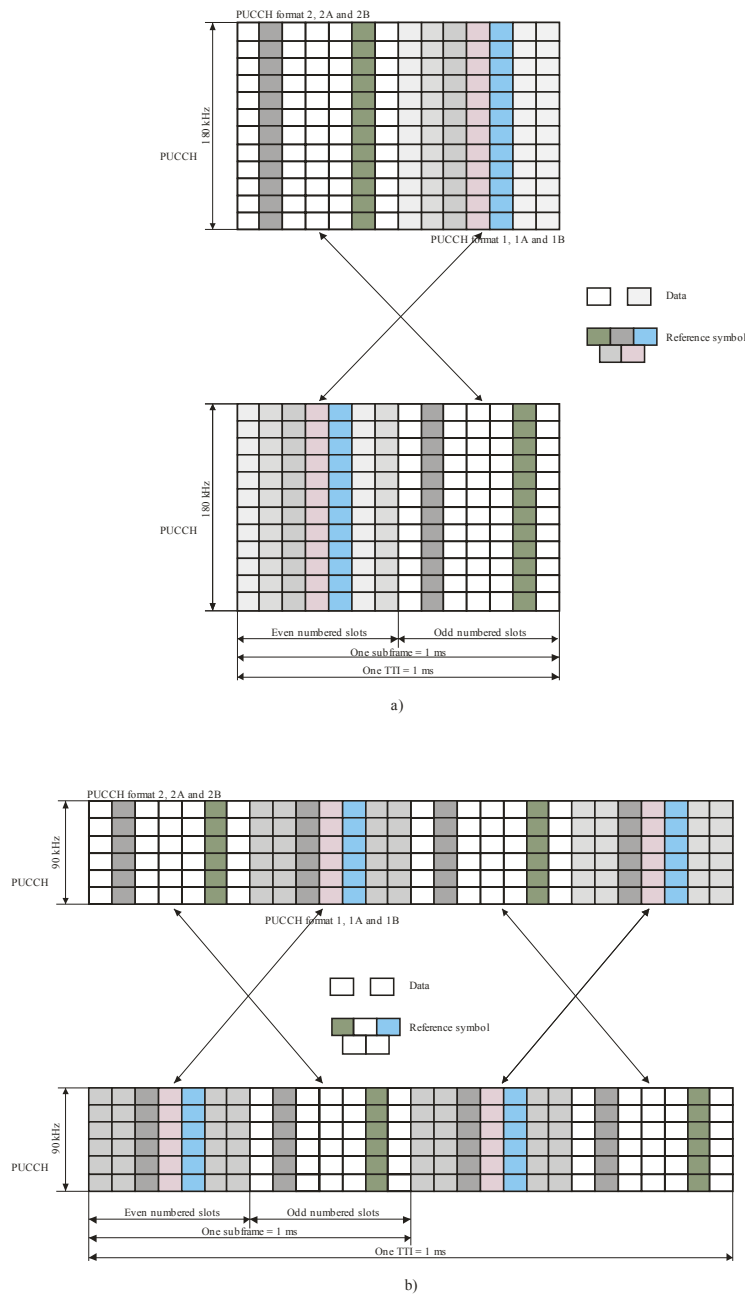 PUCCH format 2, 2A and 2B
180 kHz
PUCCH
PUCCH format 1, 1A and 1B
Data
Reference symbol
180 kHz
PUCCH
Even numbered slots
Odd numbered slots
One subframe = 1 ms
One TTI = 1 ms
a)
PUCCH format 2, 2A and 2B
90 kHz
PUCCH
PUCCH format 1, 1A and 1B
Data
Reference symbol
90kHz
PUCCH
Even numbered slots
Odd numbered slots
One subframe = 1 ms
One TTI = 1 ms
b)